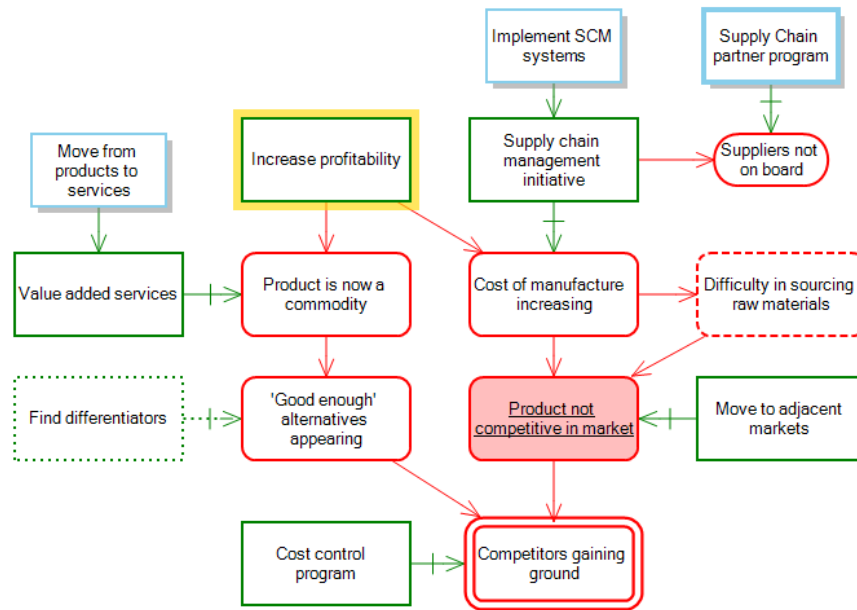 Implement SCM
systems
Supply Chain
partner program
Move from
products to
services
Increase profitability
Supply chain
management
initiative
Suppliers not
on board
Value added services
Product is now a
commodity
Cost of manufacture
increasing
Difficulty in sourcing
raw materials
Find differentiators
'Good enough'
alternatives
appearing
Product not
competitive in market
Move to adjacent
markets
Cost control
program
Competitors gaining
ground